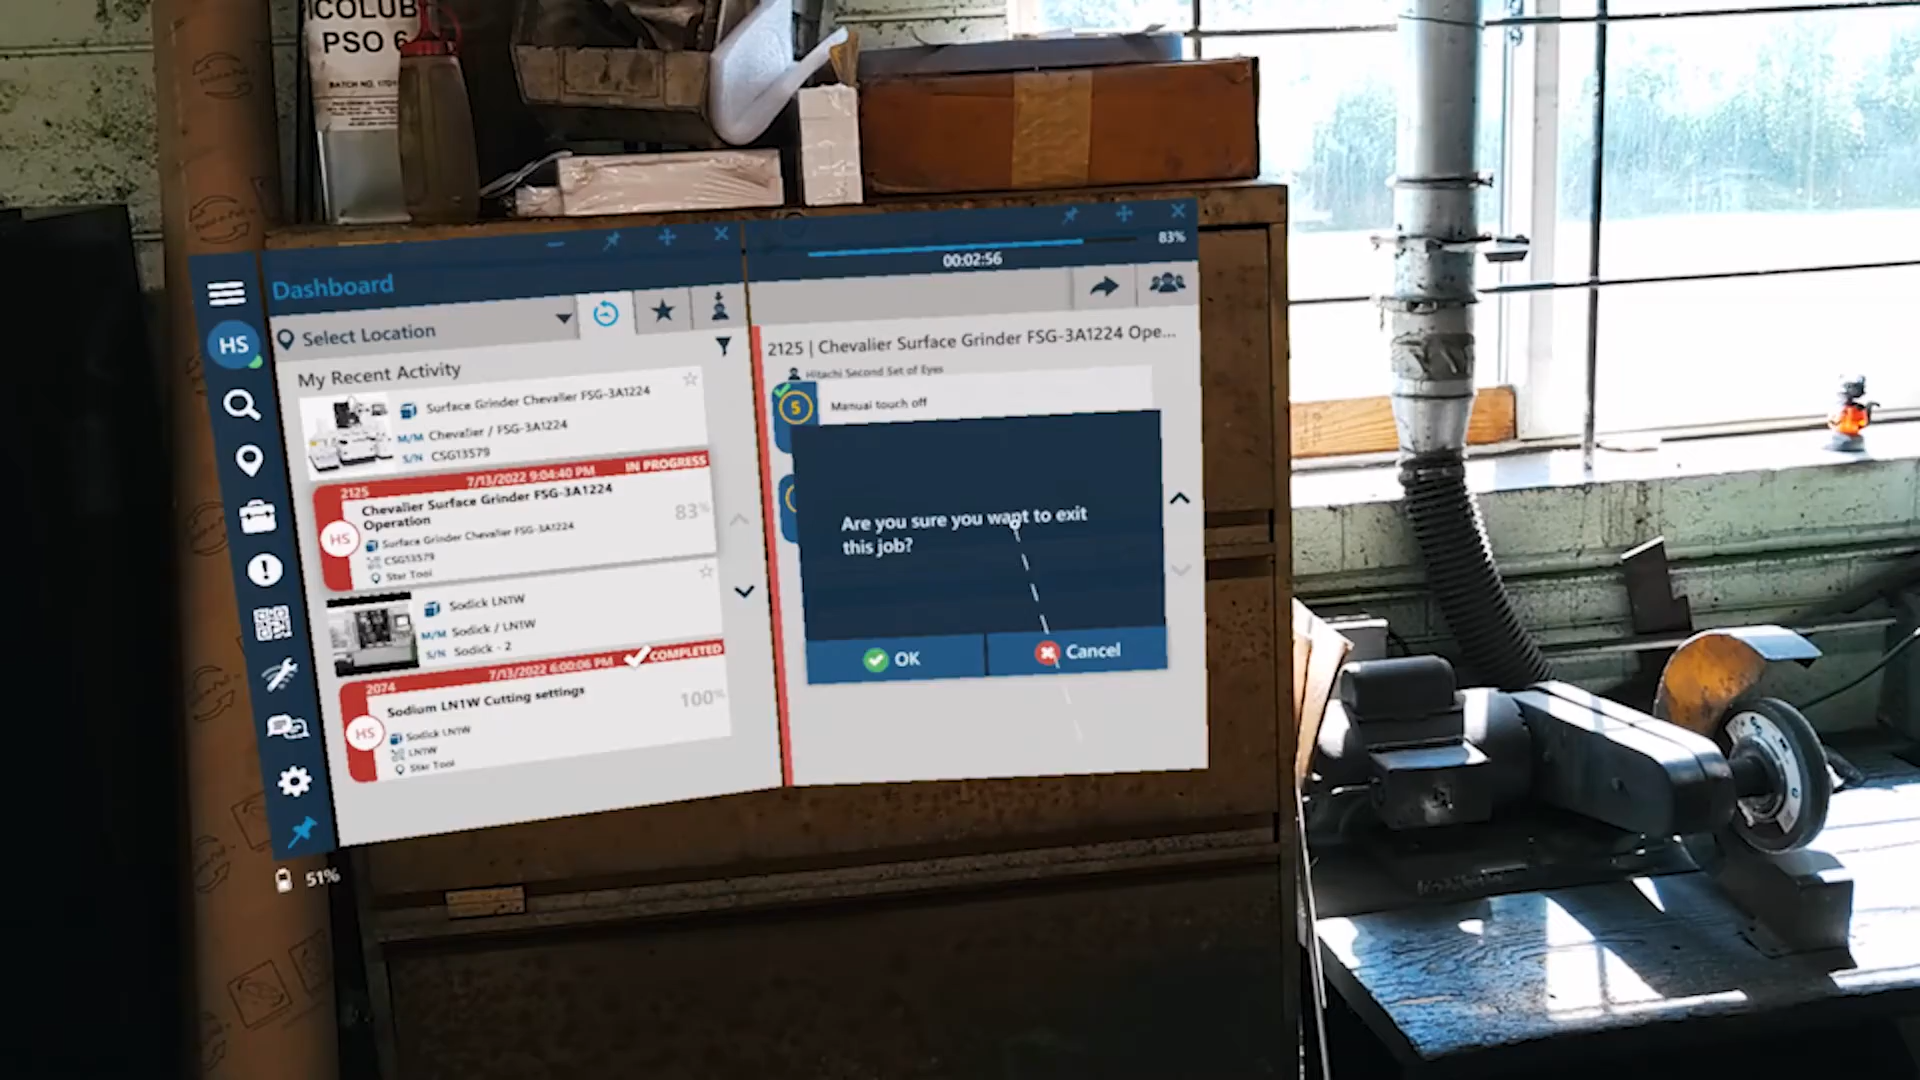 COLUB
PSO 6
BATCH NO.
83%
00:02:56
Dashboard
HS
Select Location
My Recent Activity
Surface Grinder Chevalier FSG-3A1224
M/M Chevalier / FSG-3A1224
S/N CSG13579
2125 7/13/2022 9:04:40 PM IN PROGRESS
Chevalier Surface Grinder FSG-3A1224
Operation
83%
HS
Surface Grinder Chevalier FSG-3A1224
CSG13579
Star Tool
Sodick LN1W
M/M Sodick / LN1W
S/N Sodick - 2
2074 7/13/2022 6:00:06 PM COMPLETED
Sodium LN1W Cutting settings
100%
HS
Sodick LN1W
LN1W
Star Tool
51%
2125 | Chevalier Surface Grinder FSG-3A1224 Ope...
Hitachi Second Set of Eyes
5 Manual touch off
Are you sure you want to exit
this job?
OK
Cancel